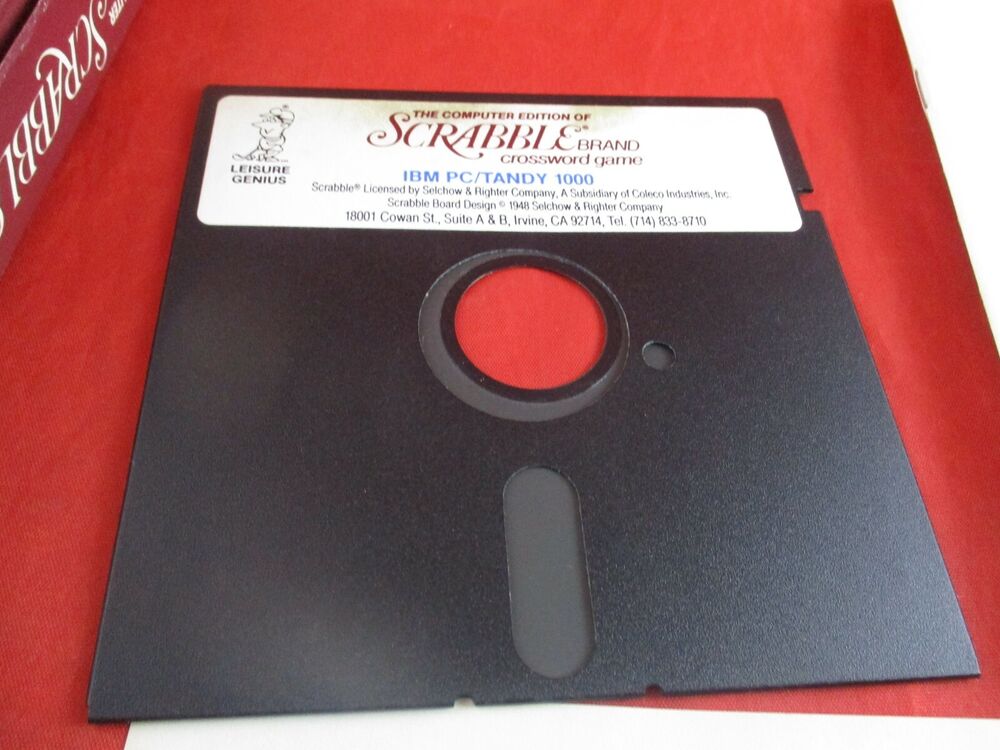 THE COMPUTER EDITION OF
SCRABBLE® BRAND
crossword game
LEISURE
GENIUS
IBM PC/TANDY 1000
Scrabble® Licensed by Selchow & Righter Company, A Subsidiary of Coleco Industries, Inc.
Scrabble Board Design © 1948 Selchow & Righter Company
18001 Cowan St., Suite A & B, Irvine, CA 92714, Tel. (714) 833-8710